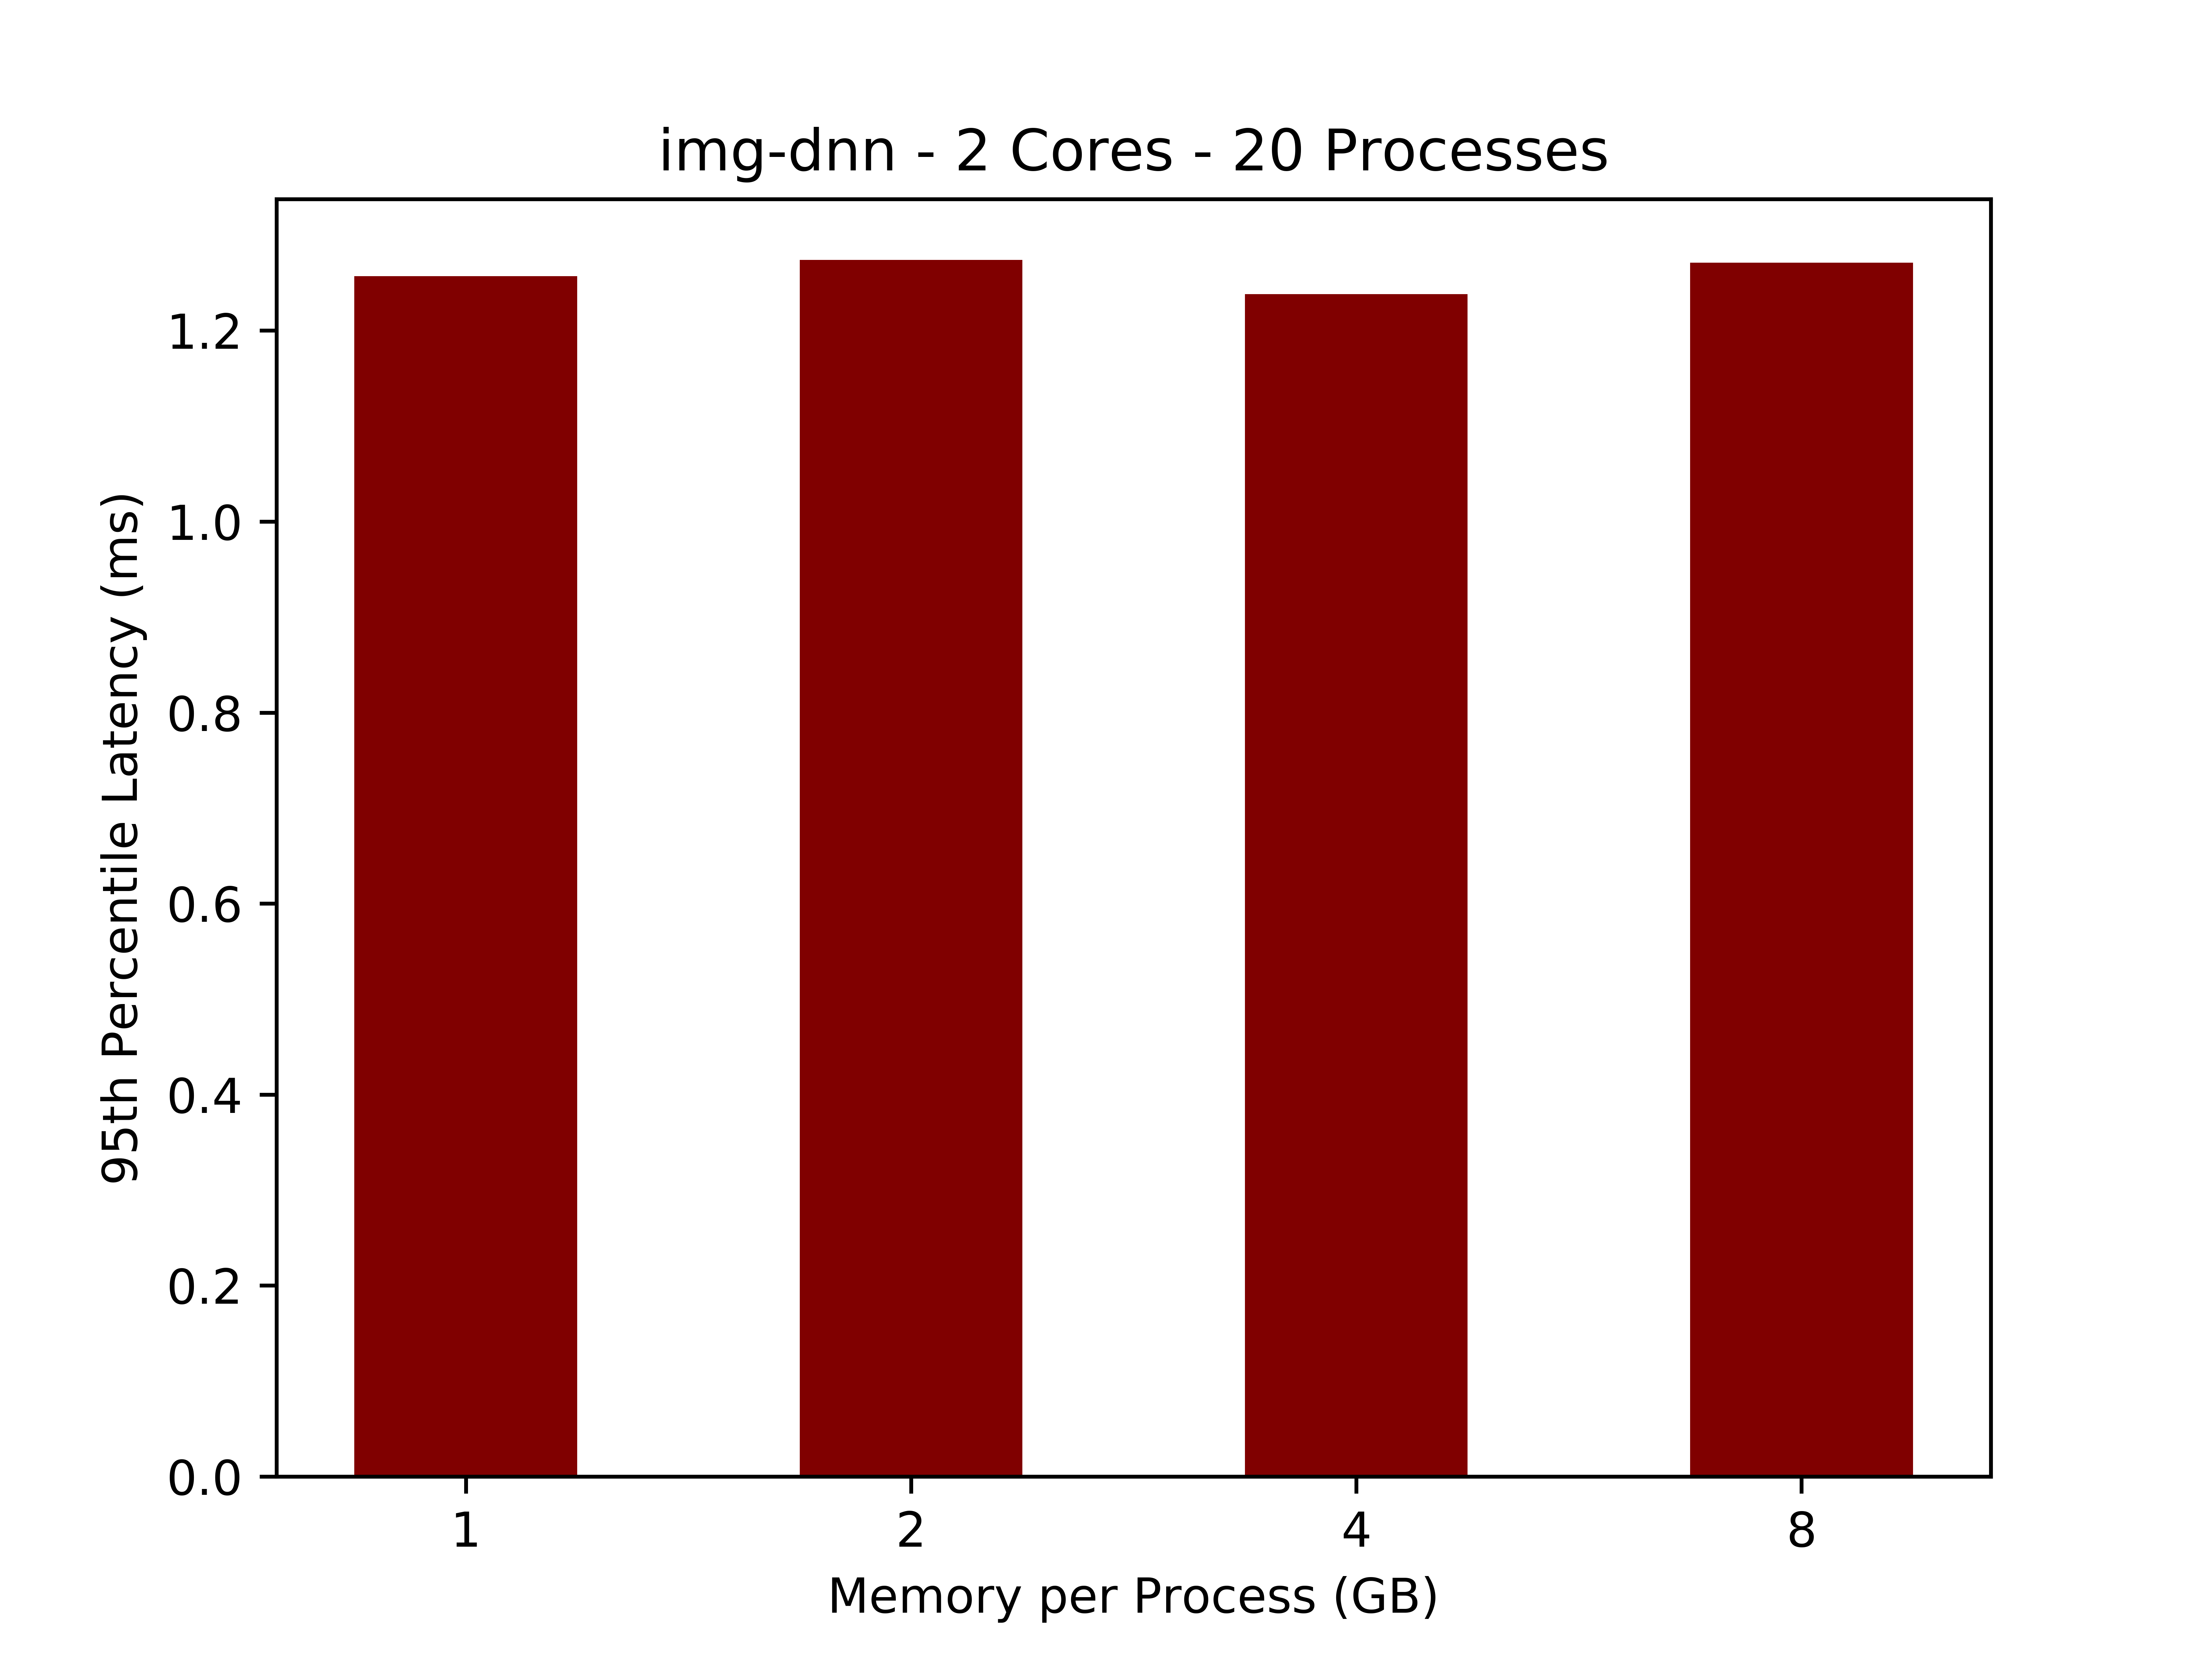 img-dnn - 2 Cores - 20 Processes
95th Percentile Latency (ms)
1.2
1.0
0.8
0.6
0.4
0.2
0.0
1 2 4 8
Memory per Process (GB)